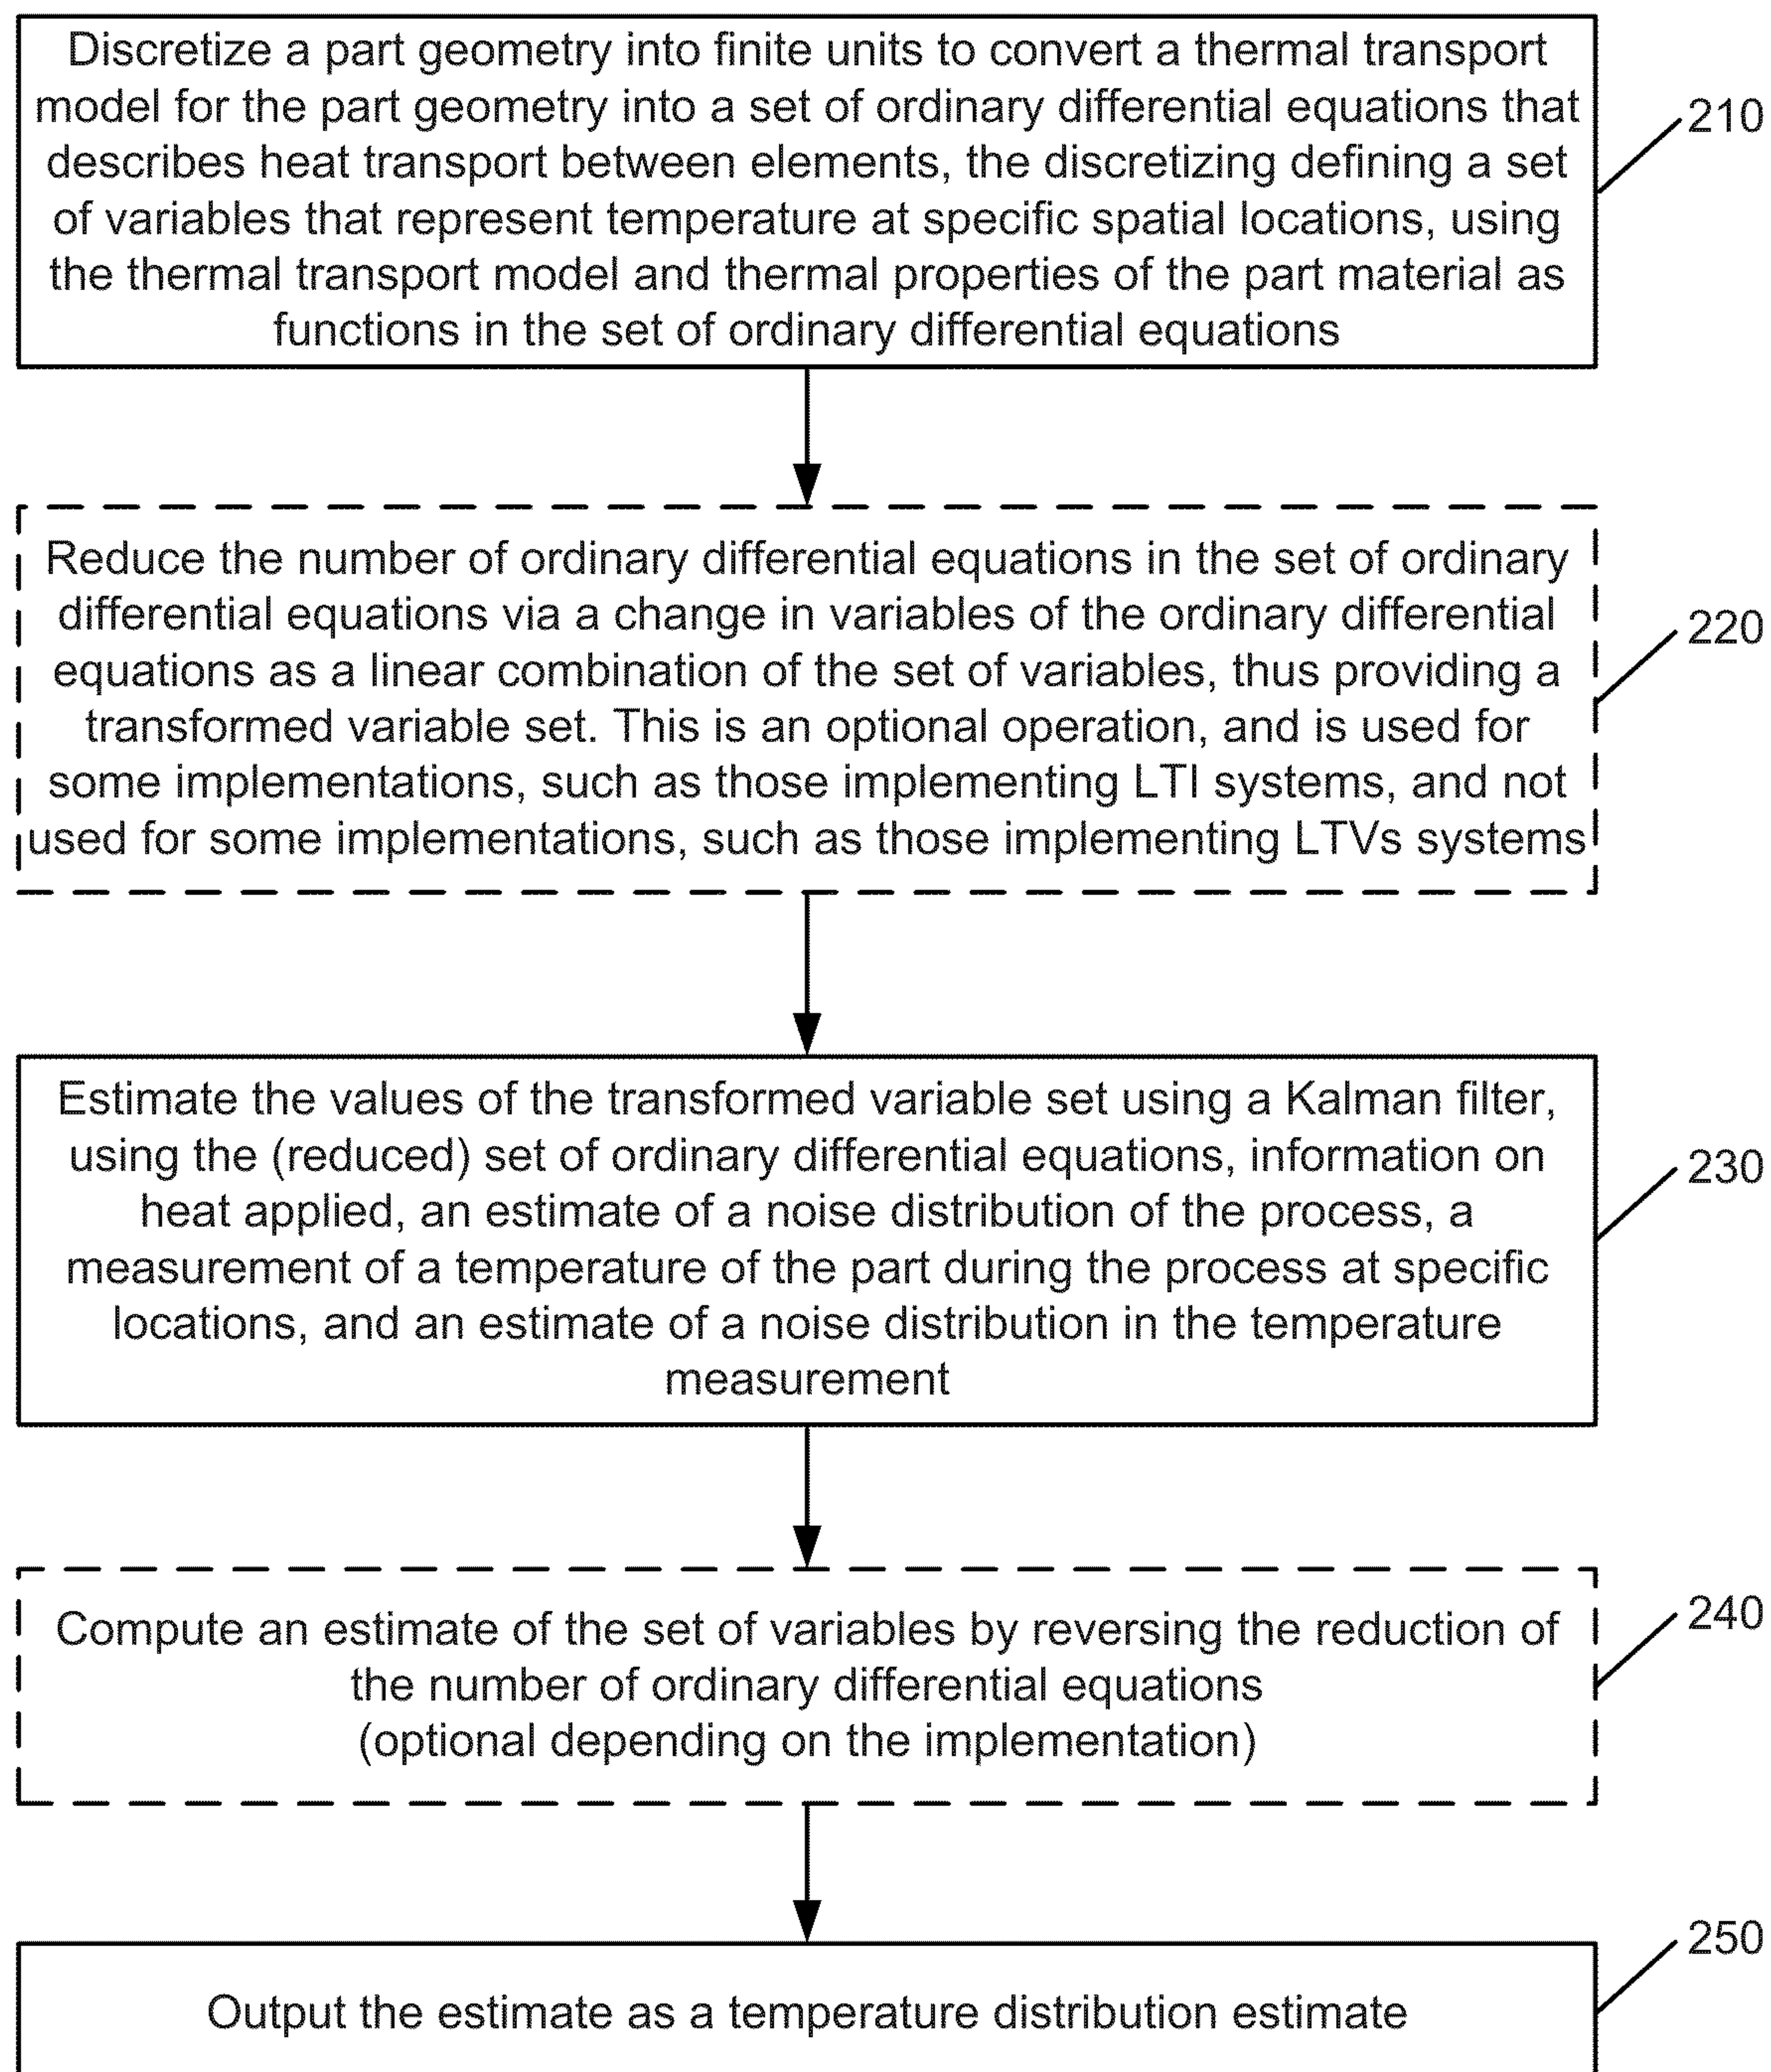 Discretize a part geometry into finite units to convert a thermal transport
model for the part geometry into a set of ordinary differential equations that
describes heat transport between elements, the discretizing defining a set
of variables that represent temperature at specific spatial locations, using
the thermal transport model and thermal properties of the part material as
functions in the set of ordinary differential equations
210
Reduce the number of ordinary differential equations in the set of ordinary
differential equations via a change in variables of the ordinary differential
equations as a linear combination of the set of variables, thus providing a
transformed variable set. This is an optional operation, and is used for
some implementations, such as those implementing LTI systems, and not
used for some implementations, such as those implementing LTVs systems
220
Estimate the values of the transformed variable set using a Kalman filter,
using the (reduced) set of ordinary differential equations, information on
heat applied, an estimate of a noise distribution of the process, a
measurement of a temperature of the part during the process at specific
locations, and an estimate of a noise distribution in the temperature
measurement
230
Compute an estimate of the set of variables by reversing the reduction of
the number of ordinary differential equations
(optional depending on the implementation)
240
Output the estimate as a temperature distribution estimate
250